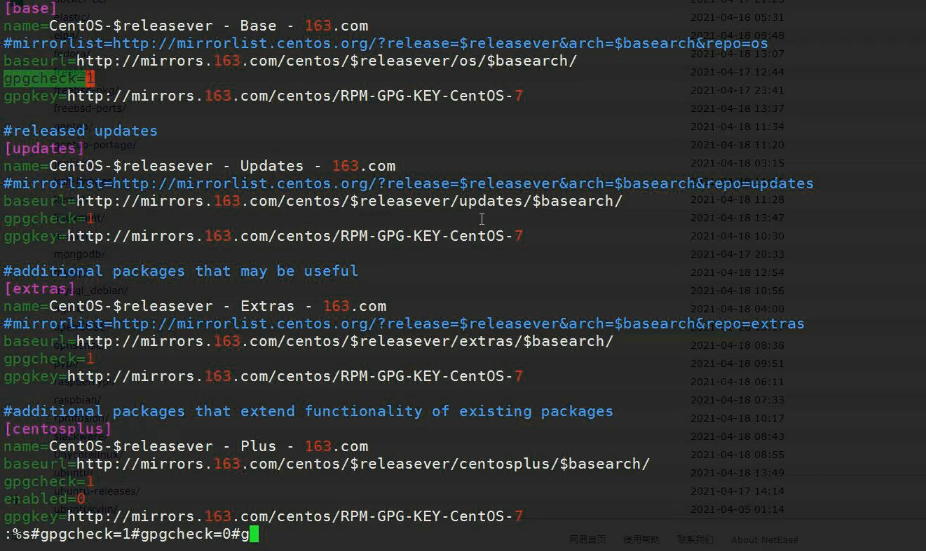 [base]
name=CentOS-$releasever - Base - 163.com
#mirrorlist=http://mirrorlist.centos.org/?release=$releasever&arch=$basearch&repo=os
baseurl=http://mirrors.163.com/centos/$releasever/os/$basearch/
gpgcheck=1
gpgkey=http://mirrors.163.com/centos/RPM-GPG-KEY-CentOS-7
#released updates
[updates]
name=CentOS-$releasever - Updates - 163.com
#mirrorlist=http://mirrorlist.centos.org/?release=$releasever&arch=$basearch&repo=updates
baseurl=http://mirrors.163.com/centos/$releasever/updates/$basearch/
gpgcheck=1
gpgkey=http://mirrors.163.com/centos/RPM-GPG-KEY-CentOS-7
#additional packages that may be useful
[extras]
name=CentOS-$releasever - Extras - 163.com
#mirrorlist=http://mirrorlist.centos.org/?release=$releasever&arch=$basearch&repo=extras
baseurl=http://mirrors.163.com/centos/$releasever/extras/$basearch/
gpgcheck=1
gpgkey=http://mirrors.163.com/centos/RPM-GPG-KEY-CentOS-7
#additional packages that extend functionality of existing packages
[centosplus]
name=CentOS-$releasever - Plus - 163.com
baseurl=http://mirrors.163.com/centos/$releasever/centosplus/$basearch/
gpgcheck=1
enabled=0
gpgkey=http://mirrors.163.com/centos/RPM-GPG-KEY-CentOS-7
:%s#gpgcheck=1#gpgcheck=0#g
freebsd-ports/
mongodb/
raspbian/
ubuntu-releases/
2021-04-18 05:31
2021-04-18 13:07
2021-04-17 12:44
2021-04-17 23:41
2021-04-18 13:37
2021-04-18 11:34
2021-04-18 11:20
2021-04-18 03:15
2021-04-18 11:28
2021-04-18 13:47
2021-04-18 10:30
2021-04-17 20:33
2021-04-18 12:54
2021-04-18 10:56
2021-04-18 04:00
2021-04-18 08:36
2021-04-18 09:51
2021-04-18 06:11
2021-04-18 07:33
2021-04-18 10:17
2021-04-18 08:43
2021-04-18 08:55
2021-04-18 13:49
2021-04-17 14:14
2021-04-05 01:14
网易首页 使用帮助 联系我们 About NetEase